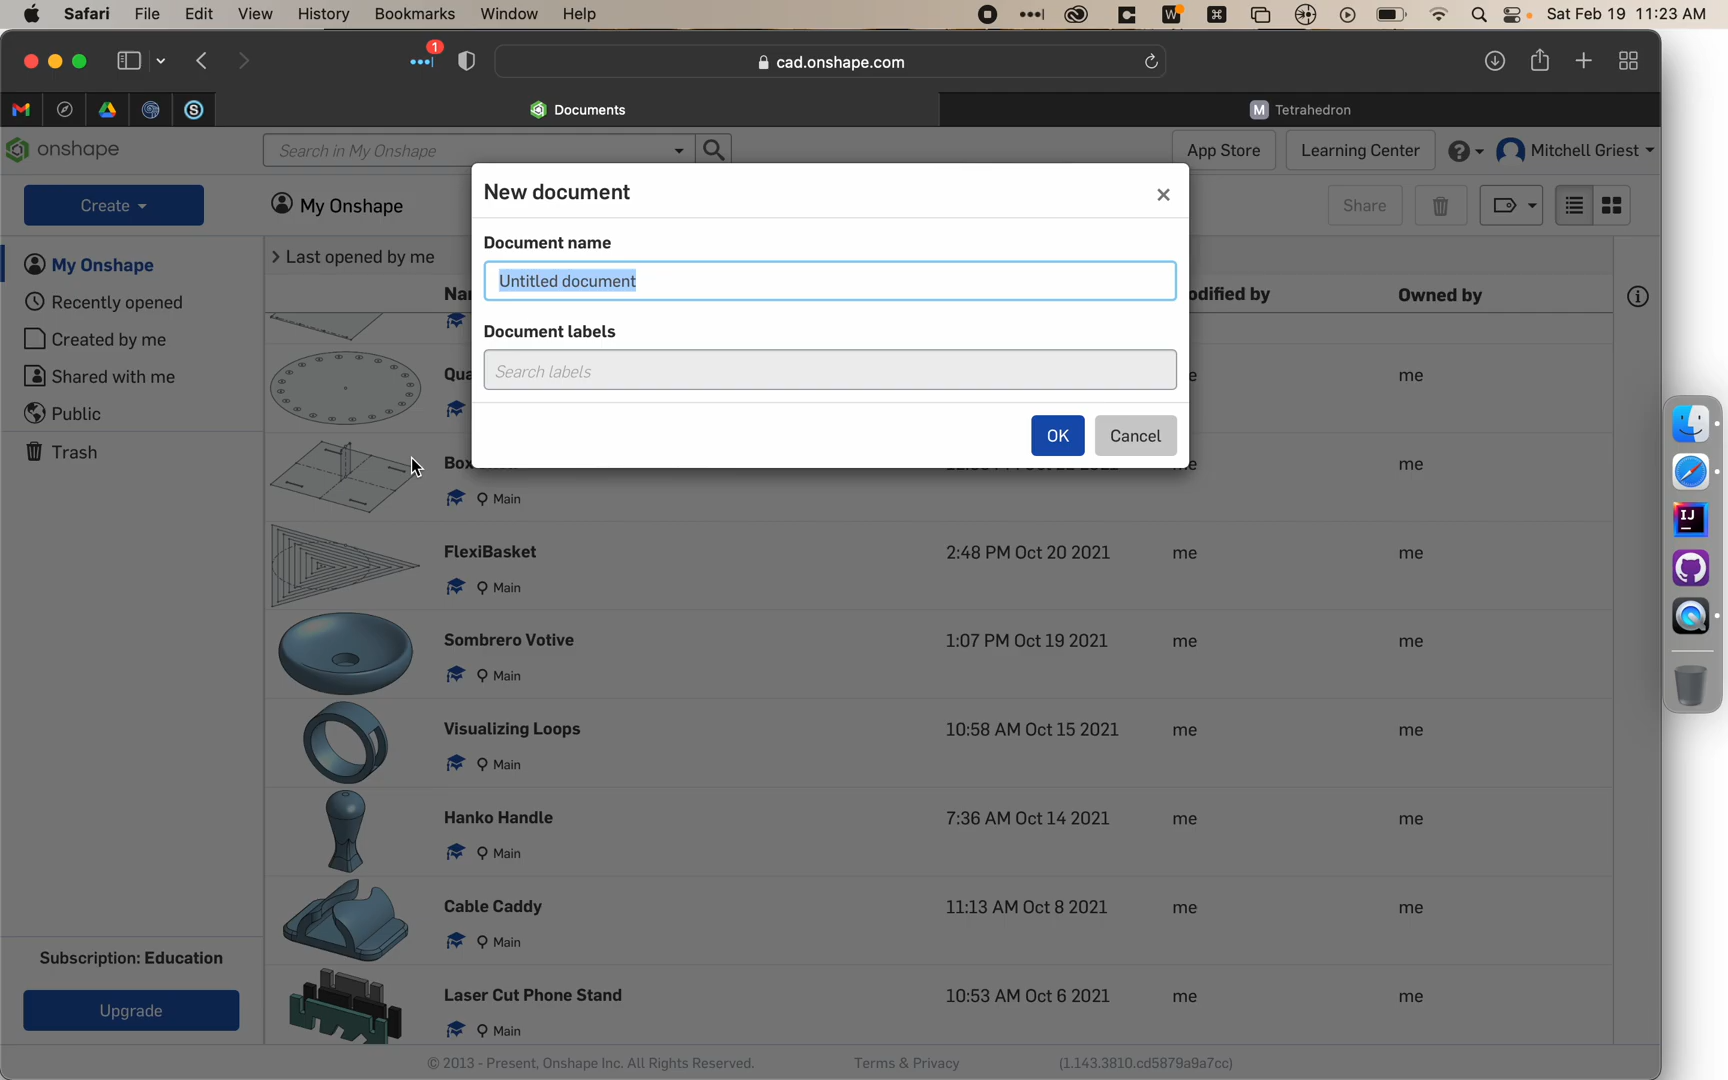 Safari File Edit View History Bookmarks Window Help Sat Feb 19 11:23 AM
1
cad.onshape.com
Documents M Tetrahedron
onshape Search in My Onshape App Store Learning Center Mitchell Griest
Create My Onshape Share
New document
Document name
Untitled document
Document labels
Search labels
OK Cancel
My Onshape
Recently opened
Created by me
Shared with me
Public
Trash
Last opened by me
Owned by
me
me
FlexiBasket 2:48 PM Oct 20 2021 me me
Main
Main
Sombrero Votive 1:07 PM Oct 19 2021 me me
Main
Visualizing Loops 10:58 AM Oct 15 2021 me me
Main
Hanko Handle 7:36 AM Oct 14 2021 me me
Main
Cable Caddy 11:13 AM Oct 8 2021 me me
Main
Laser Cut Phone Stand 10:53 AM Oct 6 2021 me me
Main
Subscription: Education
Upgrade
© 2013 - Present, Onshape Inc. All Rights Reserved. Terms & Privacy (1.143.3810.cd5879a9a7cc)
IJ